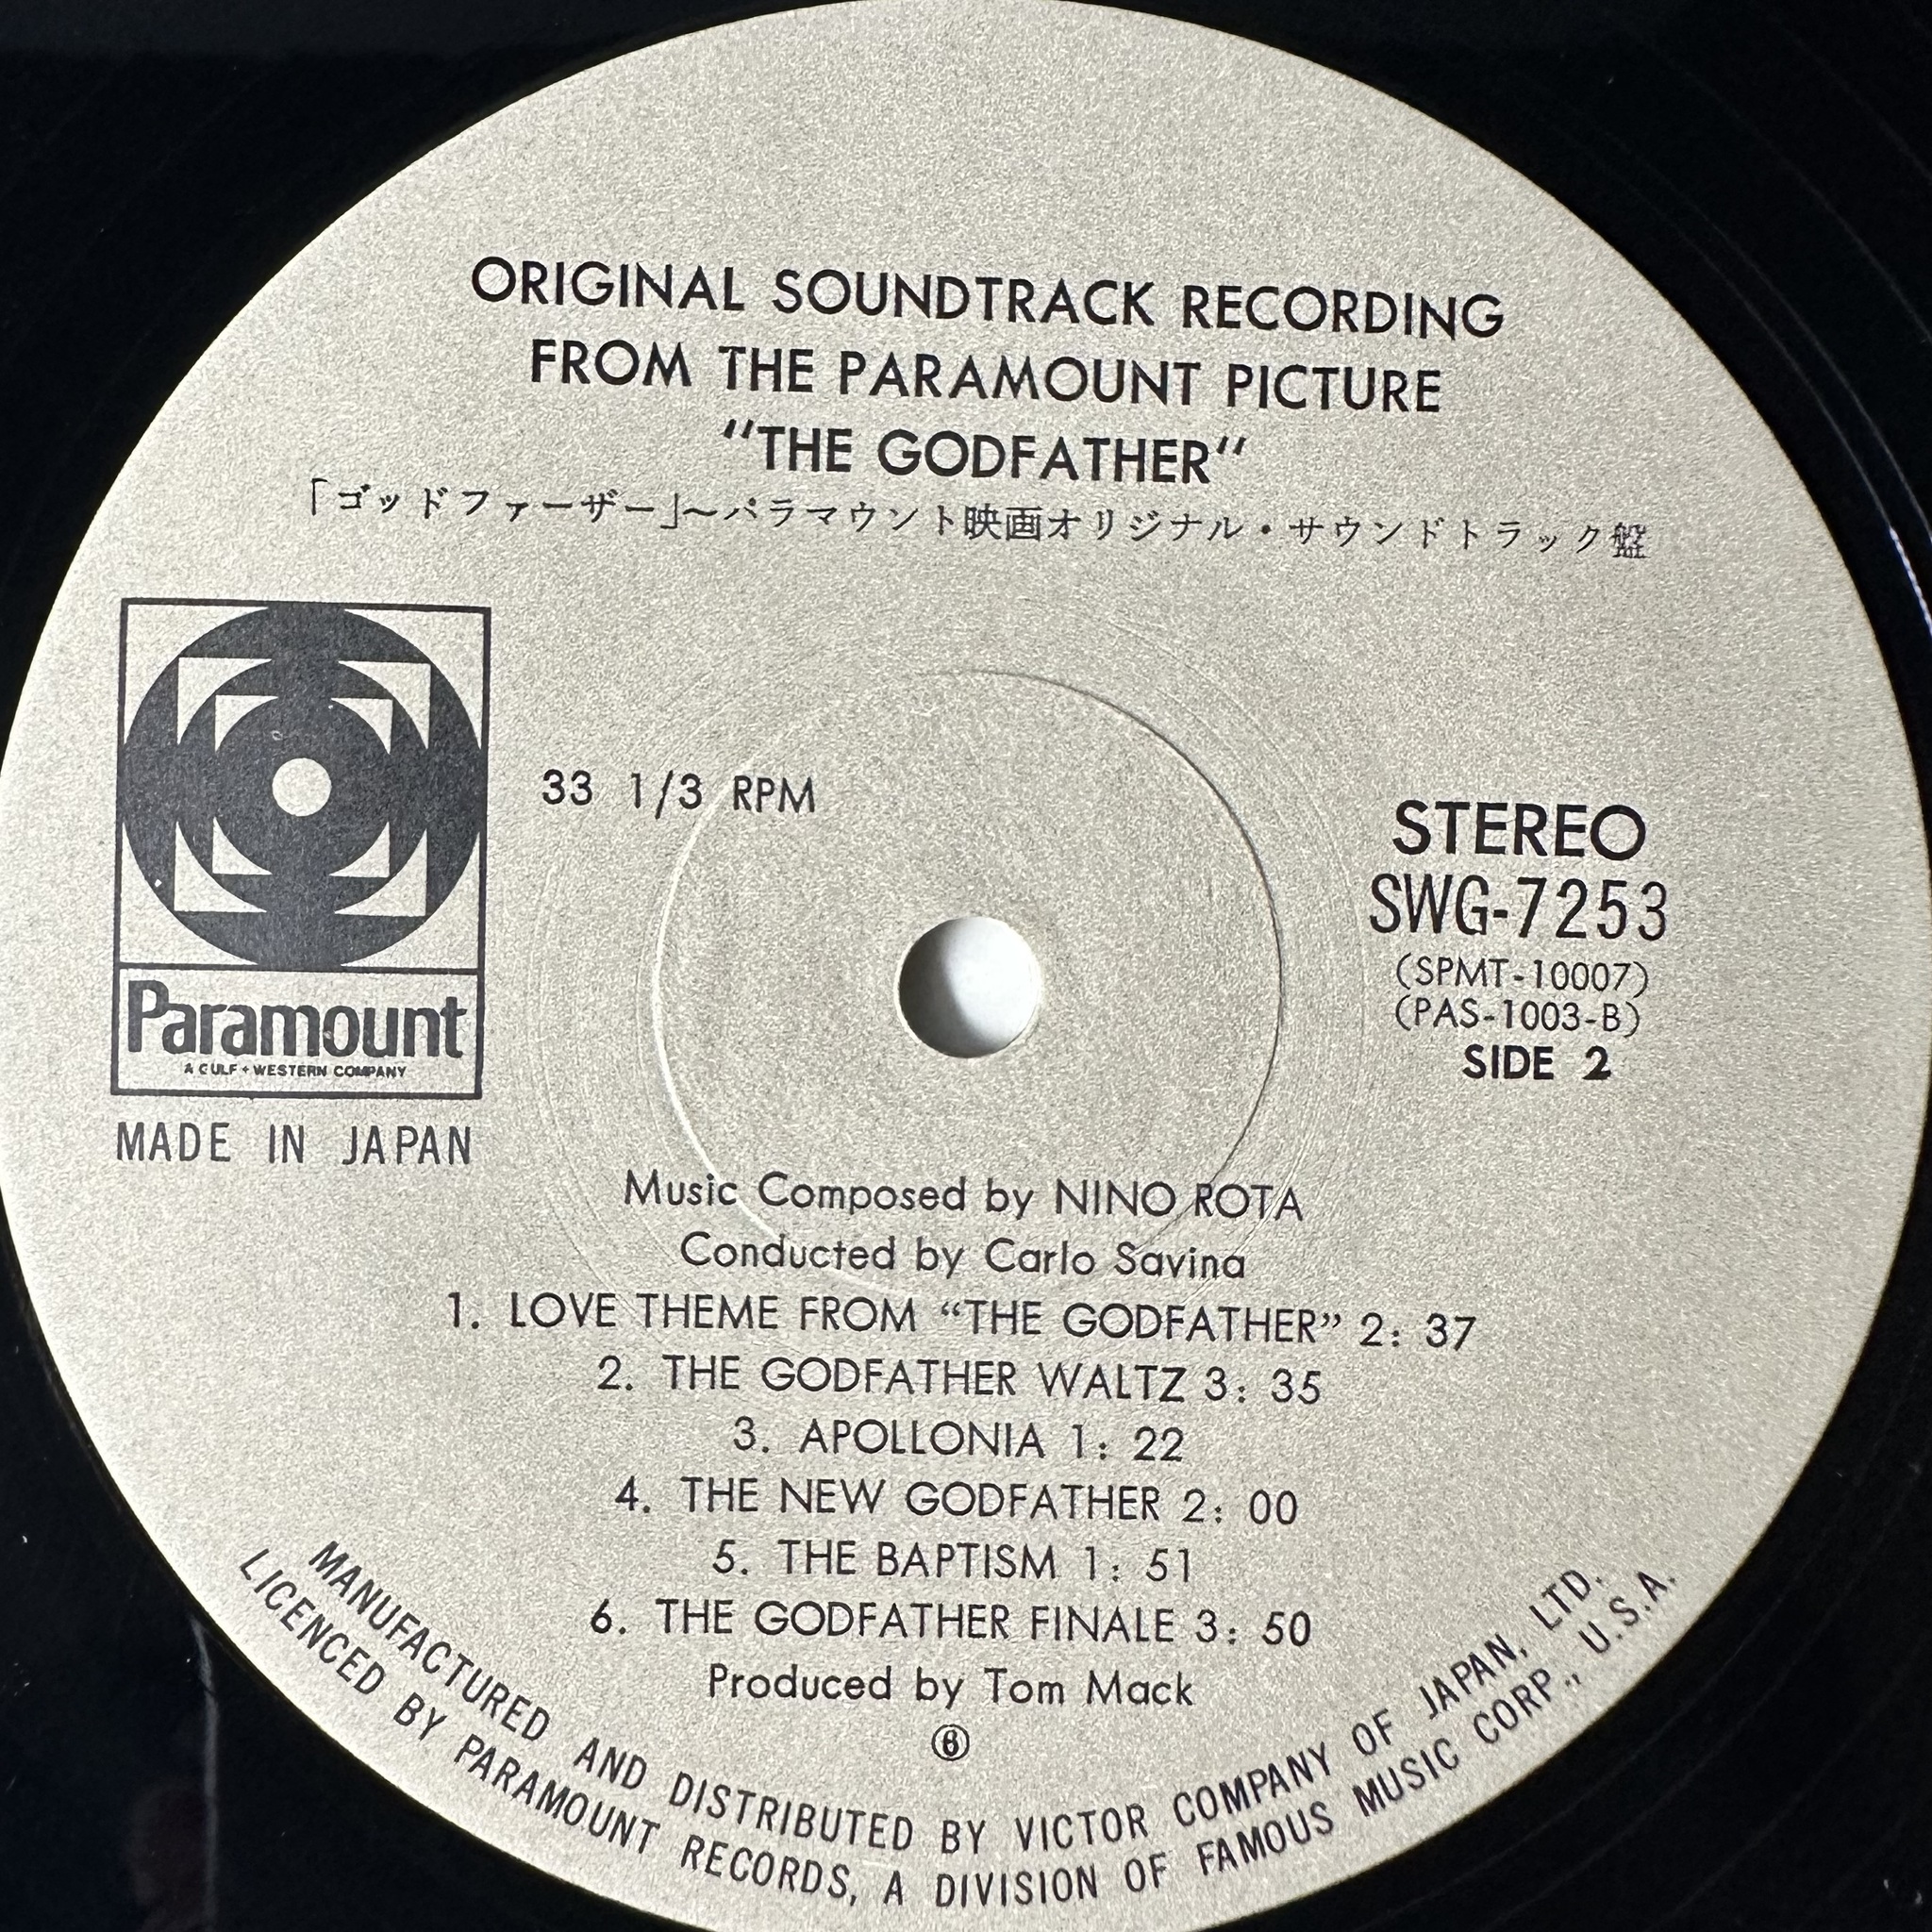 ORIGINAL SOUNDTRACK RECORDING
FROM THE PARAMOUNT PICTURE
"THE GODFATHER"
「ゴッドファーザー」〜パラマウント映画オリジナル・サウンドトラック盤
Paramount
A GULF + WESTERN COMPANY
MADE IN JAPAN
33 1/3 RPM
STEREO
SWG-7253
(SPMT-10007)
(PAS-1003-B)
SIDE 2
Music Composed by NINO ROTA
Conducted by Carlo Savina
1. LOVE THEME FROM “THE GODFATHER” 2: 37
2. THE GODFATHER WALTZ 3: 35
3. APOLLONIA 1: 22
4. THE NEW GODFATHER 2: 00
5. THE BAPTISM 1: 51
6. THE GODFATHER FINALE 3: 50
Produced by Tom Mack
MANUFACTURED AND DISTRIBUTED BY VICTOR COMPANY OF JAPAN, LTD.
LICENCED BY PARAMOUNT RECORDS, A DIVISION OF FAMOUS MUSIC CORP., U.S.A.